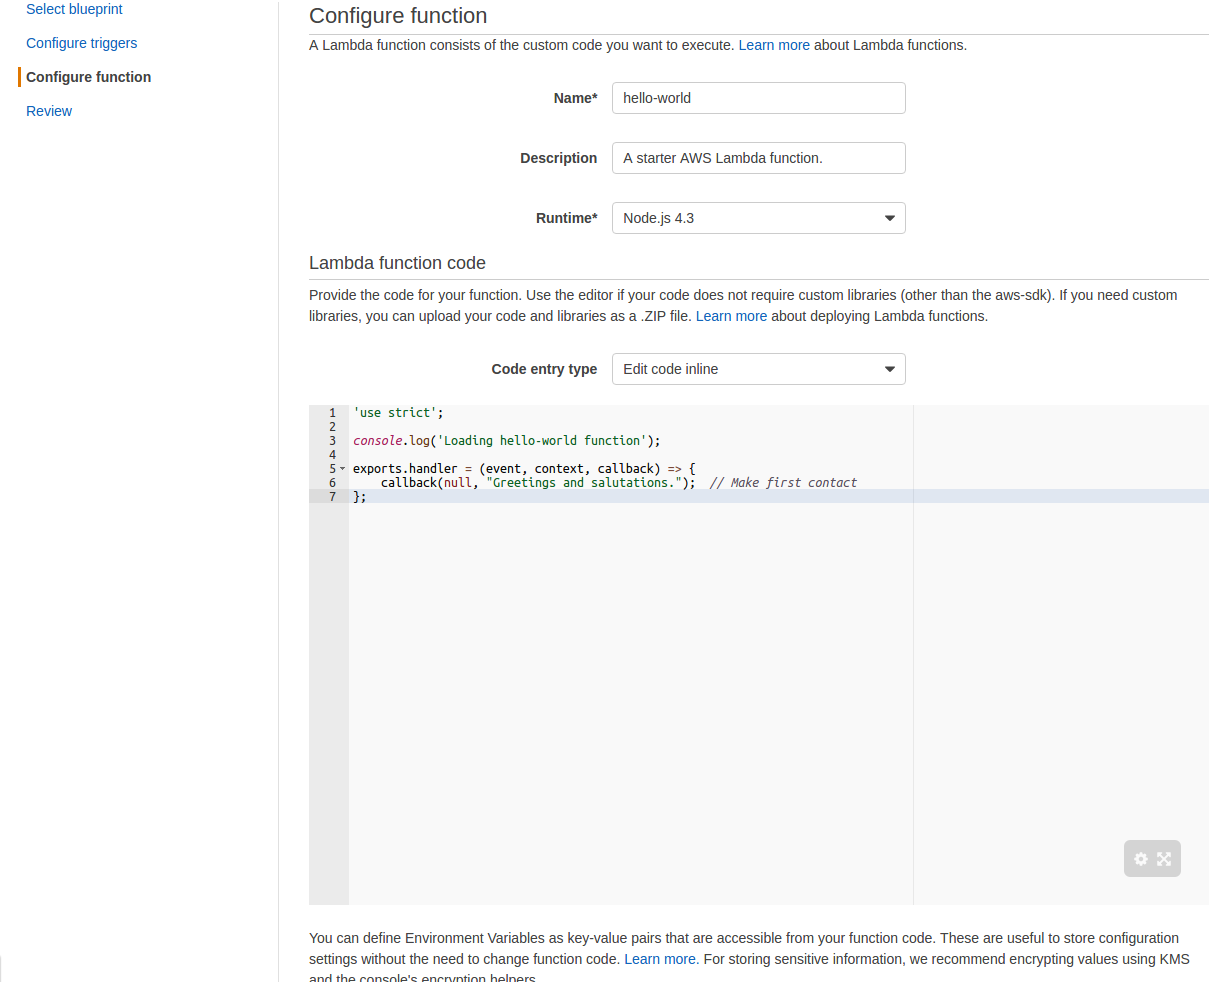 Select blueprint
Configure triggers
Configure function
Review
Configure function
A Lambda function consists of the custom code you want to execute. Learn more about Lambda functions.
Name* hello-world
Description A starter AWS Lambda function.
Runtime* Node.js 4.3
Lambda function code
Provide the code for your function. Use the editor if your code does not require custom libraries (other than the aws-sdk). If you need custom
libraries, you can upload your code and libraries as a .ZIP file. Learn more about deploying Lambda functions.
Code entry type Edit code inline
1 'use strict';
2
3 console.log('Loading hello-world function');
4
5 exports.handler = (event, context, callback) => {
6     callback(null, "Greetings and salutations.");  // Make first contact
7 };
You can define Environment Variables as key-value pairs that are accessible from your function code. These are useful to store configuration
settings without the need to change function code. Learn more. For storing sensitive information, we recommend encrypting values using KMS
and the console's encryption helpers.